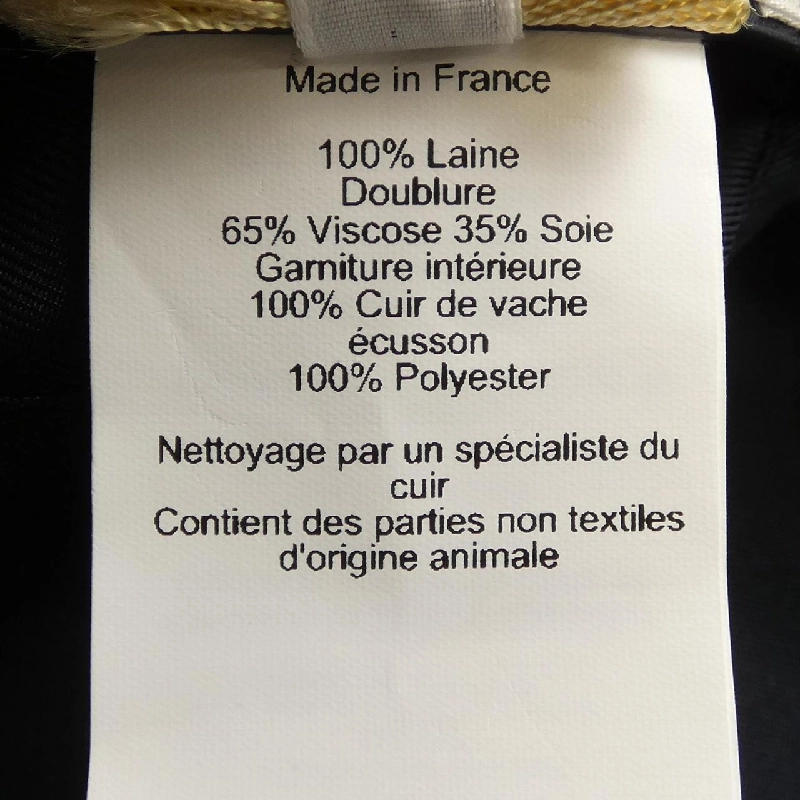 Made in France
100% Laine
Doublure
65% Viscose 35% Soie
Garniture intérieure
100% Cuir de vache
écusson
100% Polyester
Nettoyage par un spécialiste du
cuir
Contient des parties non textiles
d'origine animale